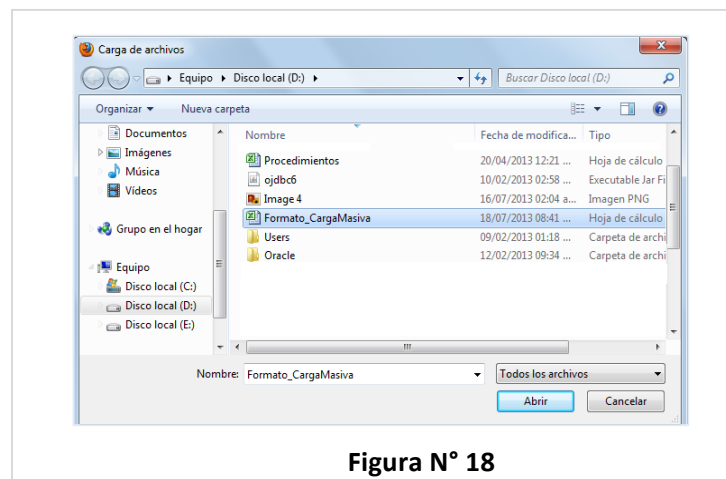 Carga de archivos
Equipo Disco local (D:) Buscar Disco local (D:)
Organizar Nueva carpeta
Documentos
Imágenes
Música
Vídeos
Grupo en el hogar
Equipo
Disco local (C:)
Disco local (D:)
Disco local (E:)
Nombre Fecha de modifica... Tipo
Procedimientos 20/04/2013 12:21 ... Hoja de cálculo
ojdbc6 10/02/2013 02:58 ... Executable Jar Fi
Image 4 16/07/2013 02:04 a... Imagen PNG
Formato_CargaMasiva 18/07/2013 08:41 ... Hoja de cálculo
Users 09/02/2013 01:18 ... Carpeta de archi
Oracle 12/02/2013 09:34 ... Carpeta de archi
Nombre: Formato_CargaMasiva Todos los archivos
Abrir Cancelar
Figura N° 18